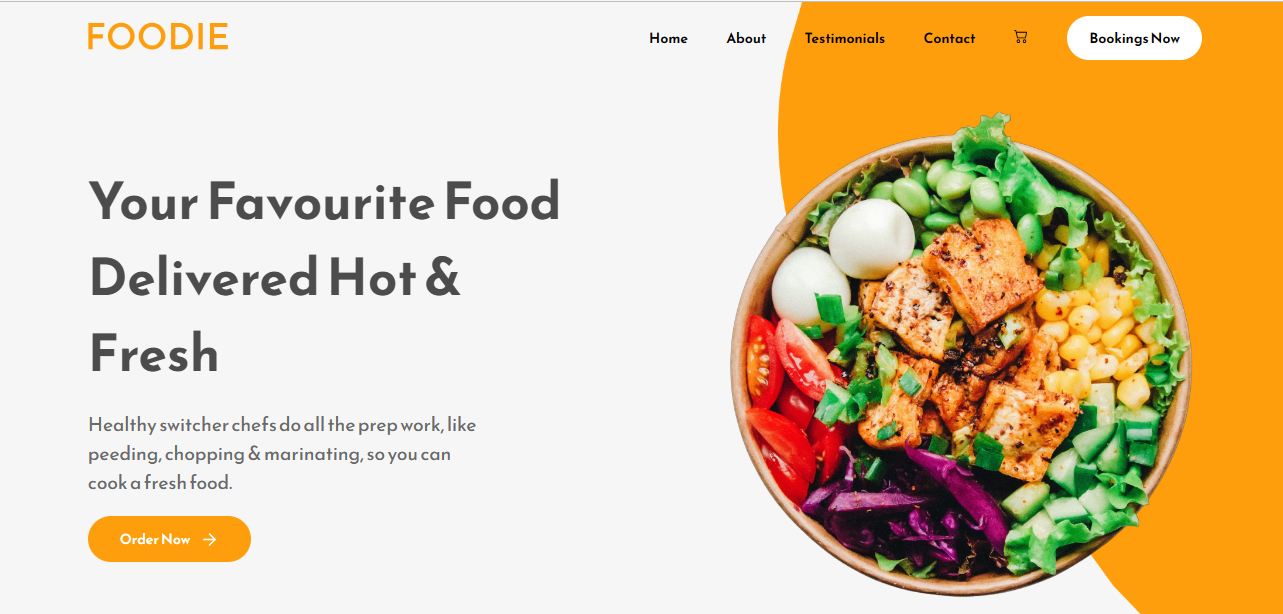 FOODIE
Home About Testimonials Contact Bookings Now
Your Favourite Food
Delivered Hot &
Fresh
Healthy switcher chefs do all the prep work, like
peeding, chopping & marinating, so you can
cook a fresh food.
Order Now